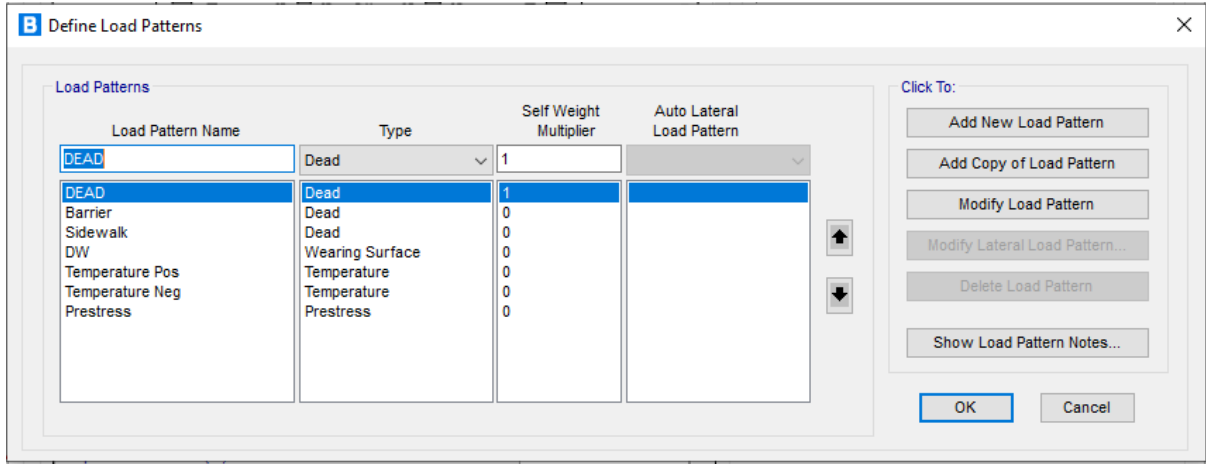 B Define Load Patterns
Load Patterns
Click To:
Load Pattern Name Type Self Weight Multiplier Auto Lateral Load Pattern
DEAD Dead 1
DEAD Dead 1
Barrier Dead 0
Sidewalk Dead 0
DW Wearing Surface 0
Temperature Pos Temperature 0
Temperature Neg Temperature 0
Prestress Prestress 0
Add New Load Pattern
Add Copy of Load Pattern
Modify Load Pattern
Modify Lateral Load Pattern...
Delete Load Pattern
Show Load Pattern Notes...
OK Cancel